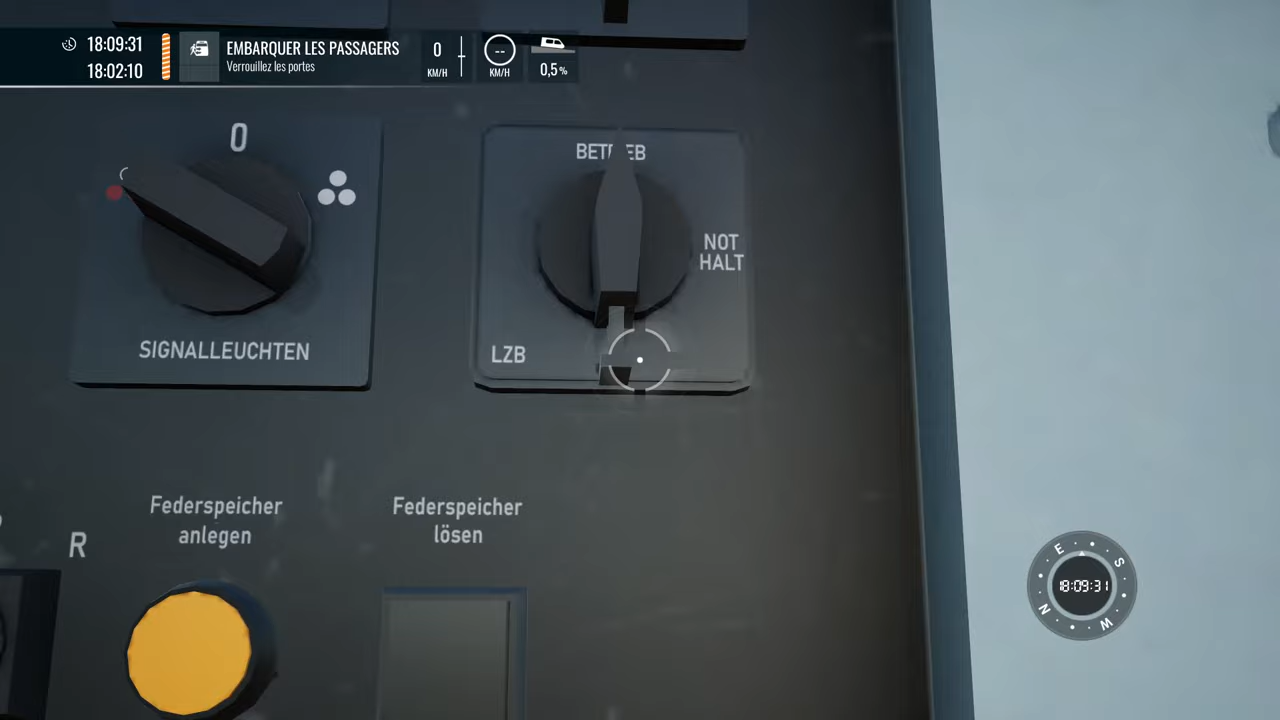 18:09:31
18:02:10
EMBARQUER LES PASSAGERS
Verrouillez les portes
0
KM/H
--
KM/H
0,5%
0
SIGNALLEUCHTEN
BETRIEB
NOT
HALT
LZB
Federspeicher
anlegen
Federspeicher
lösen
R
E
S
N
W
18:09:31